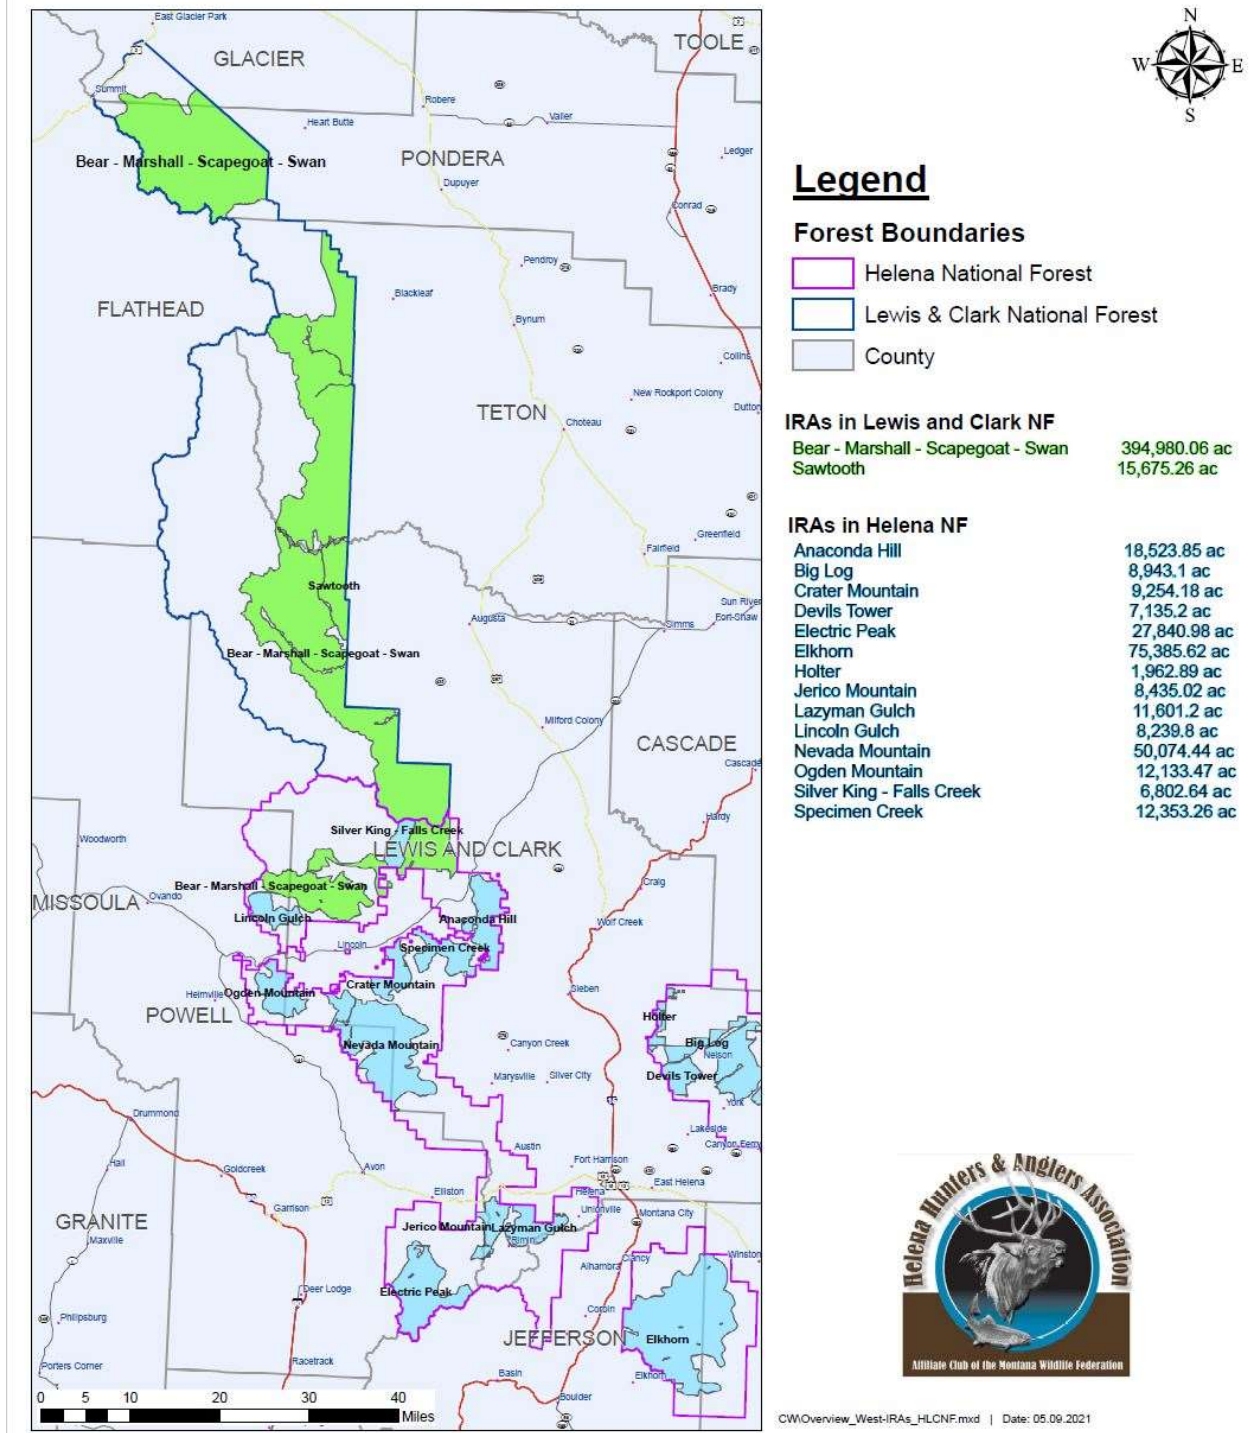 East Glacier Park
GLACIER
TOOLE
Summit
Robere
Heart Butte
Valier
Ledger
Bear - Marshall - Scapegoat - Swan
PONDERA
Dupuyer
Conrad
Pendroy
Blackleaf
Brady
FLATHEAD
Bynum
Collins
New Rockport Colony
Dutton
TETON
Choteau
Greenfield
Fairfield
Sawtooth
Sun River
Augusta
Simms
Fort-Shaw
Bear - Marshall - Scapegoat - Swan
Milford Colony
CASCADE
Cascade
Hardy
Silver King - Falls Creek
Woodworth
LEWIS AND CLARK
Craig
Bear - Marshall - Scapegoat - Swan
MISSOULA
Ovando
Lincoln Gulch
Anaconda Hill
Wolf Creek
Lincoln
Specimen Creek
Crater Mountain
Sieben
Helmville
Ogden Mountain
POWELL
Holter
Nevada Mountain
Canyon Creek
Big Log
Nelson
Marysville
Silver City
Devils Tower
York
Drummond
Lakeside
Austin
Canyon Ferry
Hall
Goldcreek
Avon
Fort Harrison
Elliston
Helena
East Helena
Garrison
Unionville
Montana City
GRANITE
Jerico Mountain
Lazyman Gulch
Maxville
Rimini
Clancy
Winston
Alhambra
Deer Lodge
Electric Peak
Corbin
Philipsburg
JEFFERSON
Elkhorn
Porters Corner
Racetrack
Basin
Elkhorn
Boulder
0 5 10 20 30 40
Miles
N
W E
S
Legend
Forest Boundaries
Helena National Forest
Lewis & Clark National Forest
County
IRAs in Lewis and Clark NF
Bear - Marshall - Scapegoat - Swan 394,980.06 ac
Sawtooth 15,675.26 ac
IRAs in Helena NF
Anaconda Hill 18,523.85 ac
Big Log 8,943.1 ac
Crater Mountain 9,254.18 ac
Devils Tower 7,135.2 ac
Electric Peak 27,840.98 ac
Elkhorn 75,385.62 ac
Holter 1,962.89 ac
Jerico Mountain 8,435.02 ac
Lazyman Gulch 11,601.2 ac
Lincoln Gulch 8,239.8 ac
Nevada Mountain 50,074.44 ac
Ogden Mountain 12,133.47 ac
Silver King - Falls Creek 6,802.64 ac
Specimen Creek 12,353.26 ac
Helena Hunters & Anglers Association
Affiliate Club of the Montana Wildlife Federation
CW\Overview_West-IRAs_HLCNF.mxd | Date: 05.09.2021